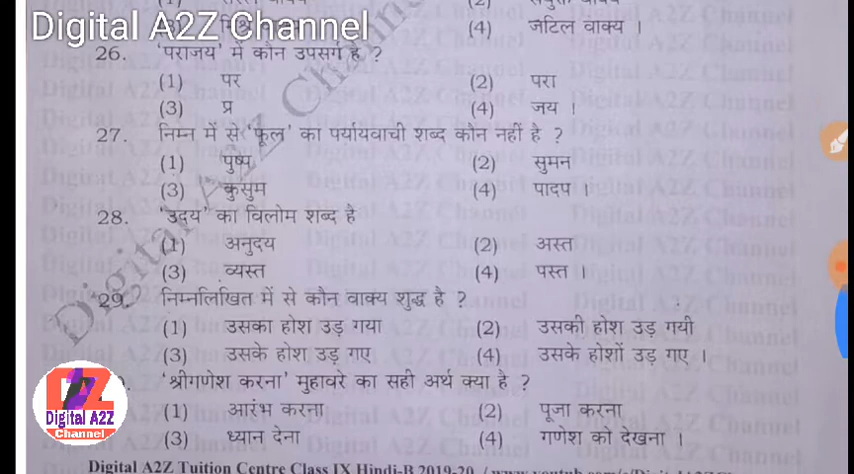 Digital A2Z Channel
(4) जटिल वाक्य ।
26. 'पराजय' में कौन उपसर्ग है ?
(1) पर (2) परा
(3) प्र (4) जय ।
27. निम्न में से 'फूल' का पर्यायवाची शब्द कौन नहीं है ?
(1) पुष्प (2) सुमन
(3) कुसुम (4) पादप ।
28. "उदय" का विलोम शब्द है
(1) अनुदय (2) अस्त
(3) व्यस्त (4) पस्त ।
29. निम्नलिखित में से कौन वाक्य शुद्ध है ?
(1) उसका होश उड़ गया (2) उसकी होश उड़ गयी
(3) उसके होश उड़ गए (4) उसके होशों उड़ गए ।
'श्रीगणेश करना' मुहावरे का सही अर्थ क्या है ?
(1) आरंभ करना (2) पूजा करना
(3) ध्यान देना (4) गणेश को देखना ।
A2Z
Digital A2Z
Channel
Digital A2Z Tuition Centre Class IX Hindi-B 2019-20